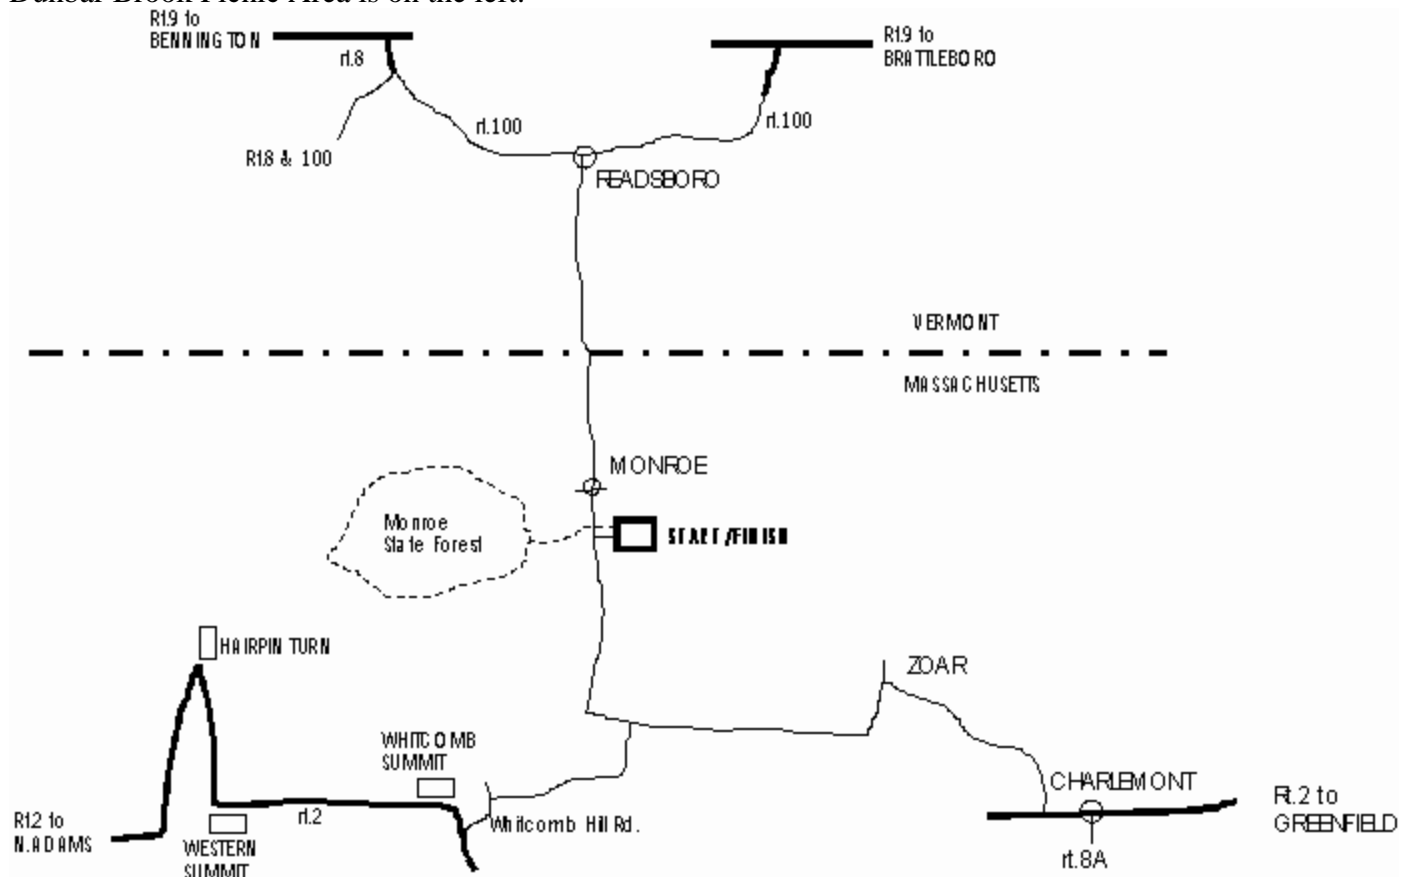 Dunbar Brook Picnic Area is on the left.
Rt.9 to
BENNINGTON
Rt.9 to
BRATTLEBORO
rt.8
rt.100
rt.100
Rt.8 & 100
READSBORO
VERMONT
MASSACHUSETTS
MONROE
Monroe
State Forest
START/FINISH
HAIRPIN TURN
ZOAR
WHITCOMB
SUMMIT
CHARLEMONT
Rt.2 to
GREENFIELD
Rt.2 to
N.ADAMS
rt.2
Whitcomb Hill Rd.
WESTERN
SUMMIT
rt.8A